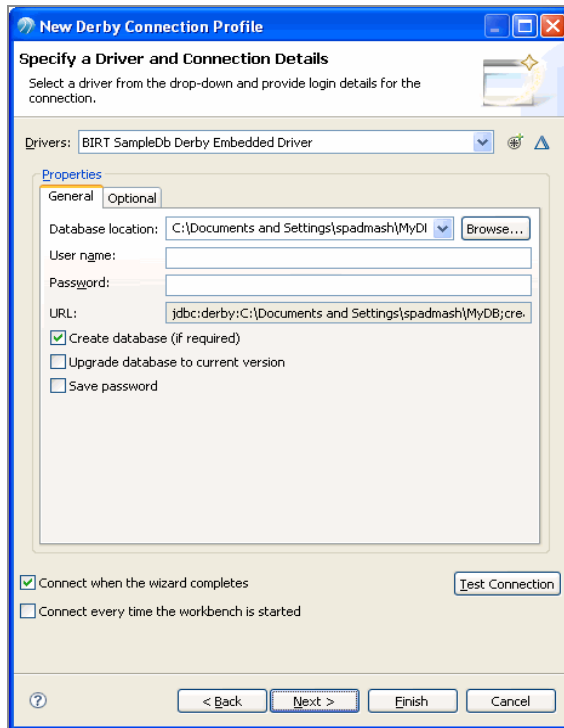 New Derby Connection Profile
Specify a Driver and Connection Details
Select a driver from the drop-down and provide login details for the
connection.
Drivers: BIRT SampleDb Derby Embedded Driver
Properties
General Optional
Database location: C:\Documents and Settings\spadmash\MyDI Browse...
User name:
Password:
URL: jdbc:derby:C:\Documents and Settings\spadmash\MyDB;crea
Create database (if required)
Upgrade database to current version
Save password
Connect when the wizard completes Test Connection
Connect every time the workbench is started
? < Back Next > Finish Cancel